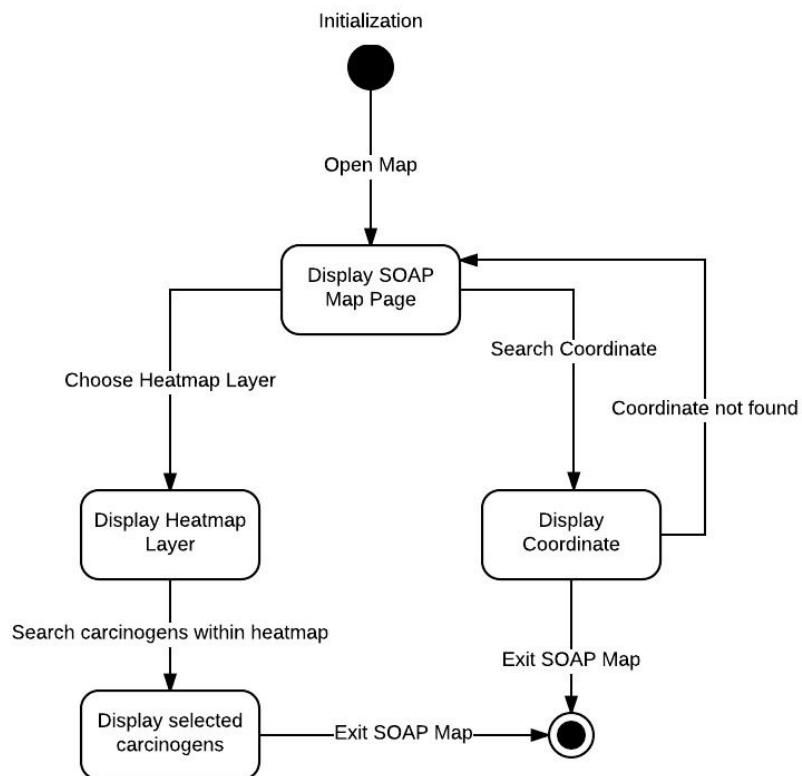 Initialization
Open Map
Display SOAP
Map Page
Search Coordinate
Choose Heatmap Layer
Coordinate not found
Display Heatmap
Layer
Display
Coordinate
Search carcinogens within heatmap
Exit SOAP Map
Display selected
carcinogens
Exit SOAP Map